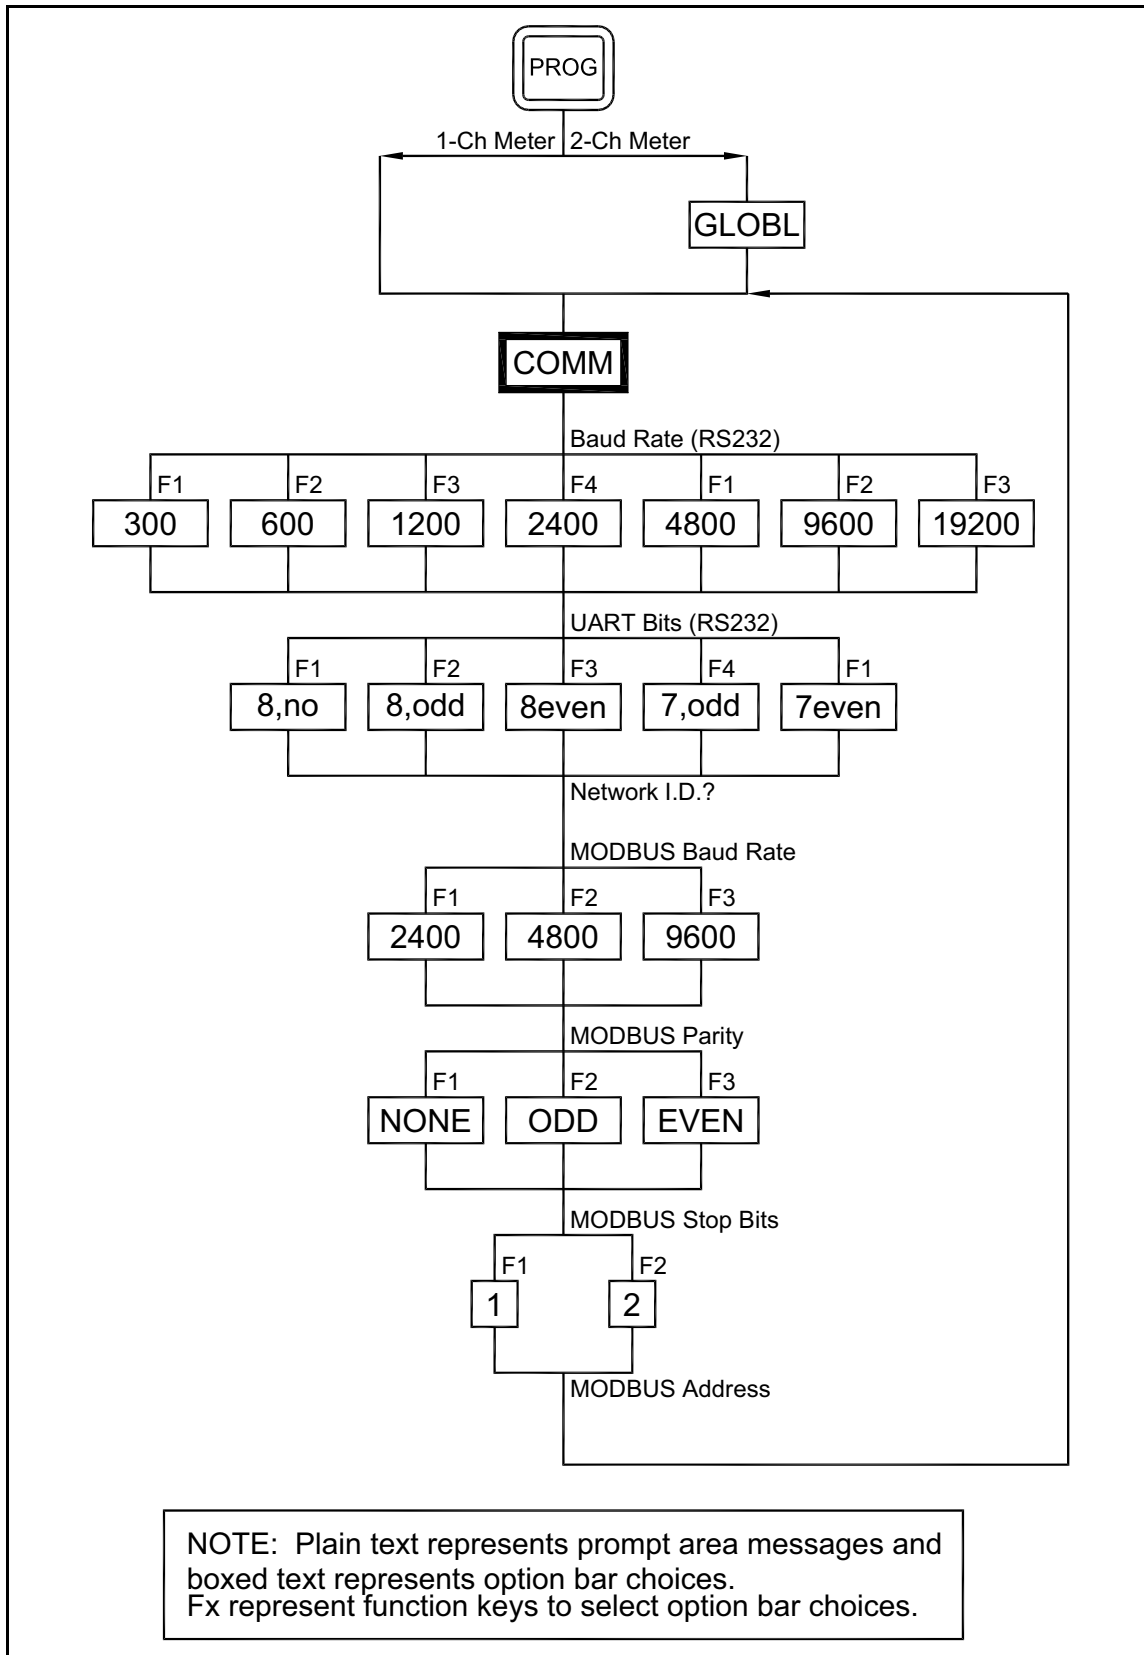 PROG
1-Ch Meter 2-Ch Meter
GLOBL
COMM
Baud Rate (RS232)
F1 F2 F3 F4 F1 F2 F3
300 600 1200 2400 4800 9600 19200
UART Bits (RS232)
F1 F2 F3 F4 F1
8,no 8,odd 8even 7,odd 7even
Network I.D.?
MODBUS Baud Rate
F1 F2 F3
2400 4800 9600
MODBUS Parity
F1 F2 F3
NONE ODD EVEN
MODBUS Stop Bits
F1 F2
1 2
MODBUS Address
NOTE: Plain text represents prompt area messages and
boxed text represents option bar choices.
Fx represent function keys to select option bar choices.